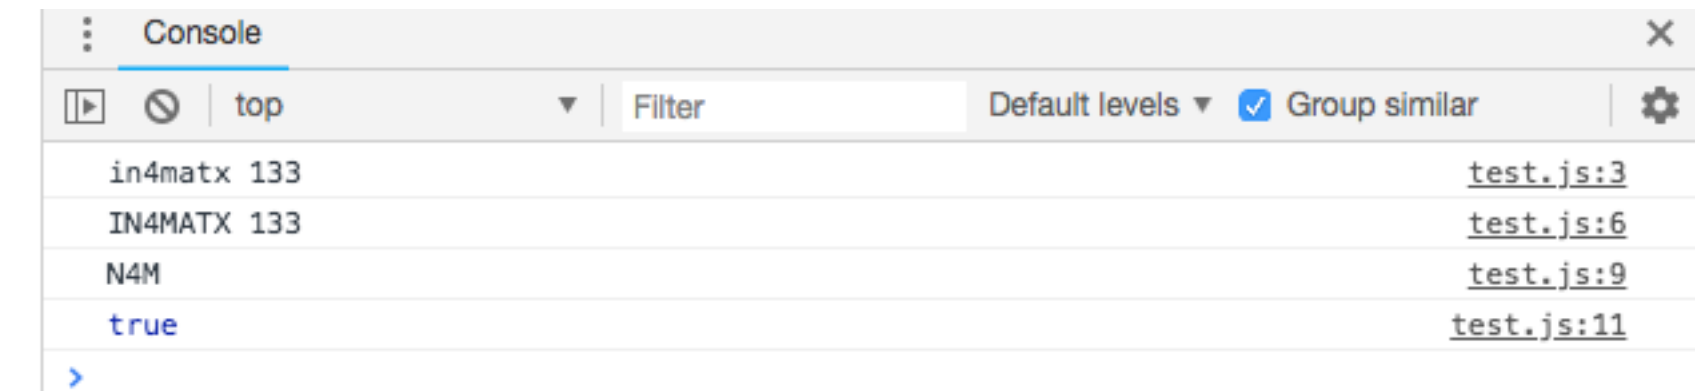 Console
top Filter Default levels Group similar
in4matx 133 test.js:3
IN4MATX 133 test.js:6
N4M test.js:9
true test.js:11